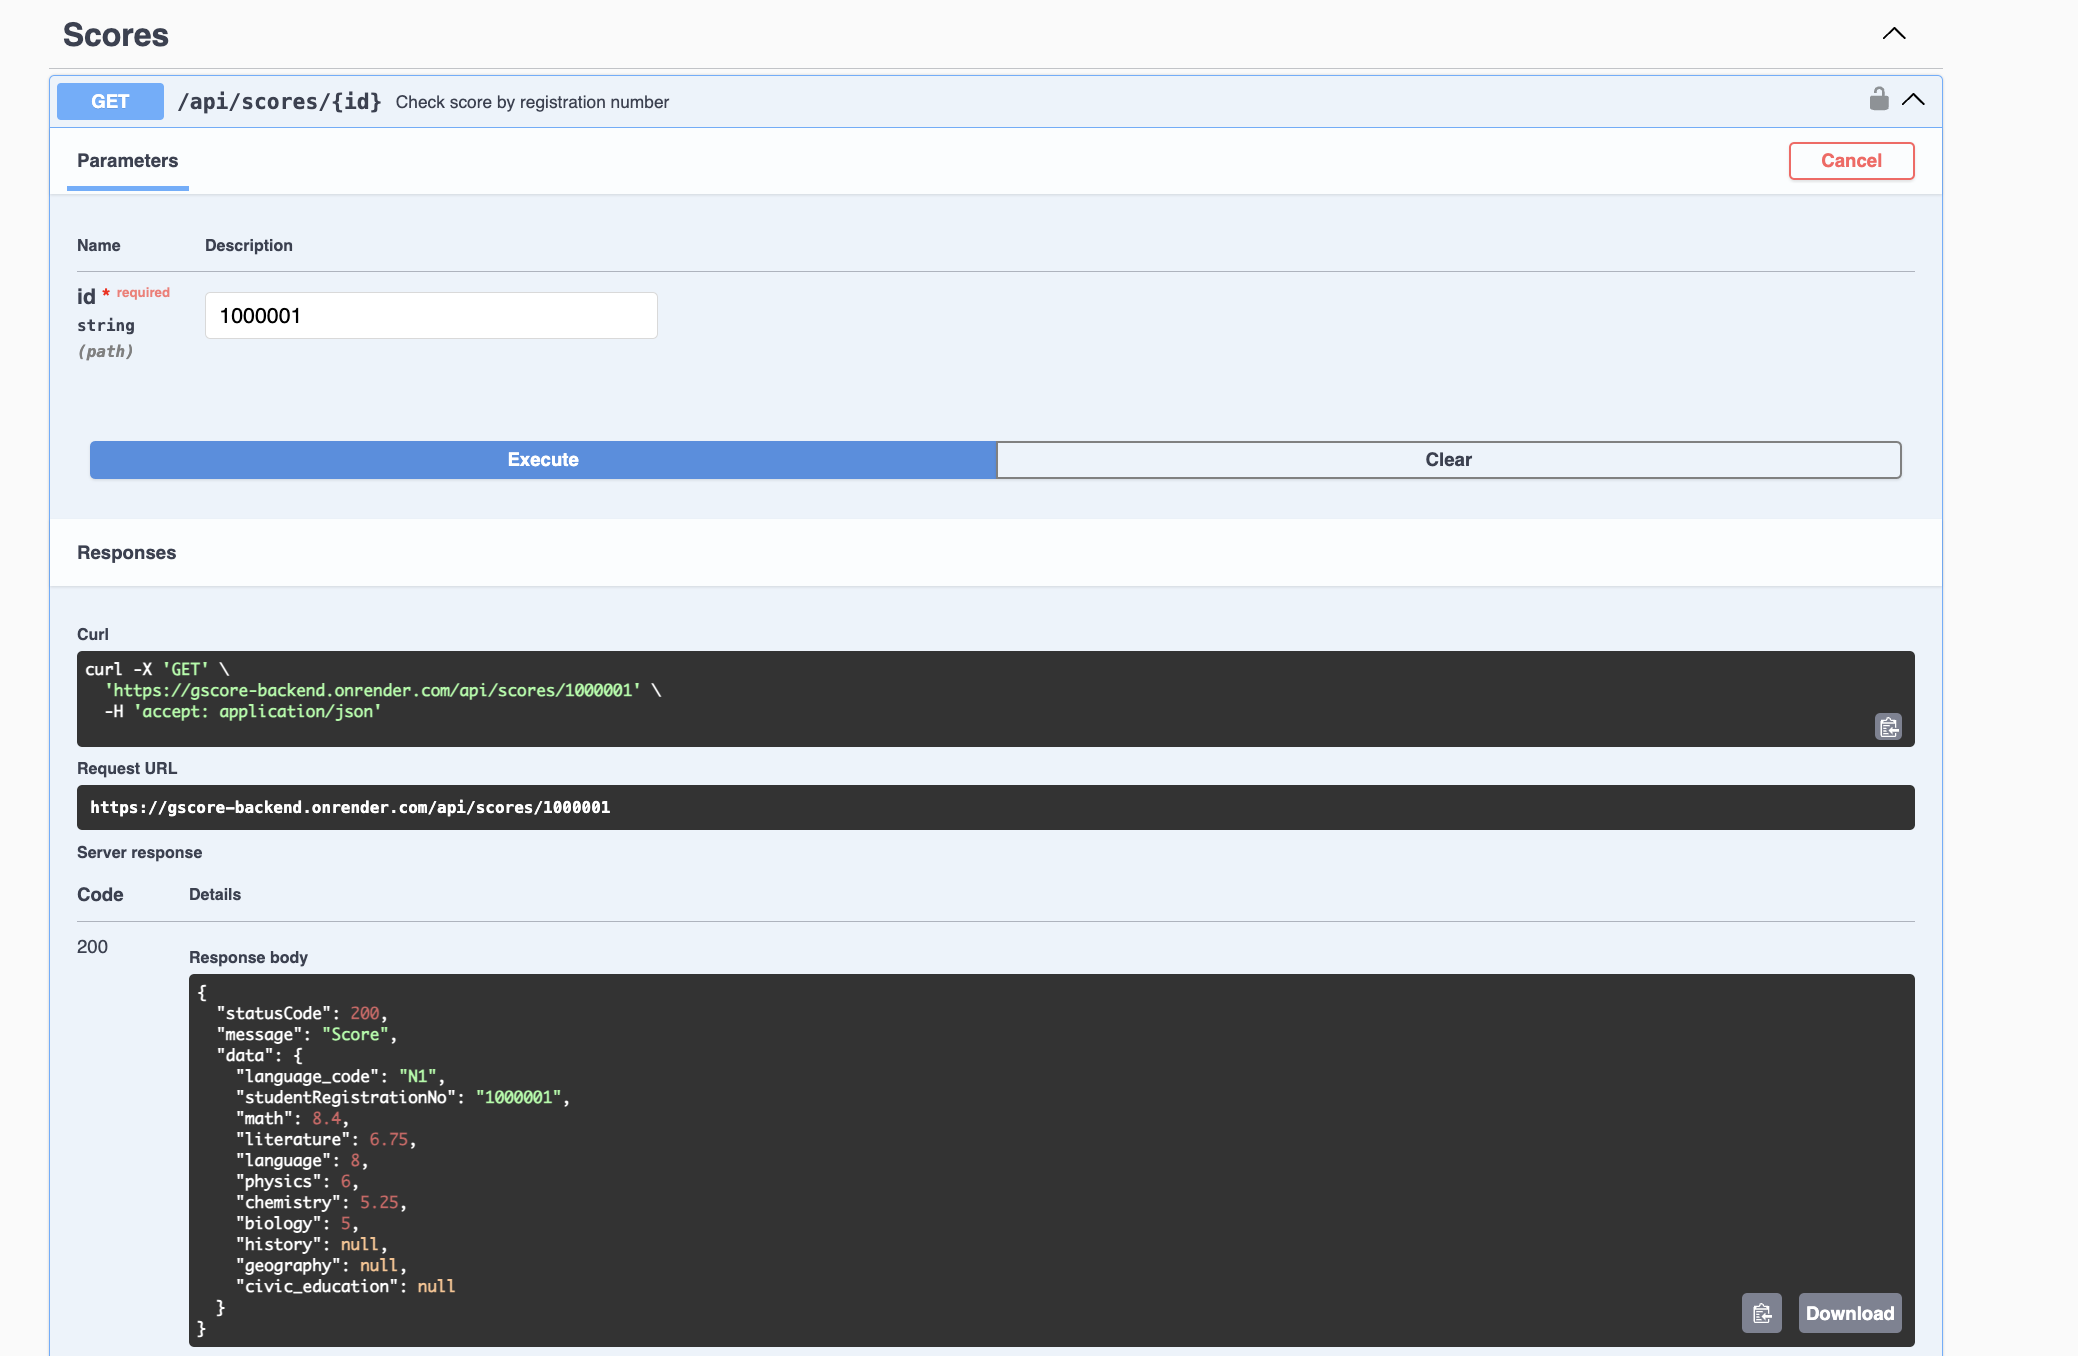 Scores
GET /api/scores/{id} Check score by registration number
Parameters Cancel
Name Description
id * required
string
(path)
1000001
Execute Clear
Responses
Curl
curl -X 'GET' \
  'https://gscore-backend.onrender.com/api/scores/1000001' \
  -H 'accept: application/json'
Request URL
https://gscore-backend.onrender.com/api/scores/1000001
Server response
Code Details
200
Response body
{
  "statusCode": 200,
  "message": "Score",
  "data": {
    "language_code": "N1",
    "studentRegistrationNo": "1000001",
    "math": 8.4,
    "literature": 6.75,
    "language": 8,
    "physics": 6,
    "chemistry": 5.25,
    "biology": 5,
    "history": null,
    "geography": null,
    "civic_education": null
  }
}
Download